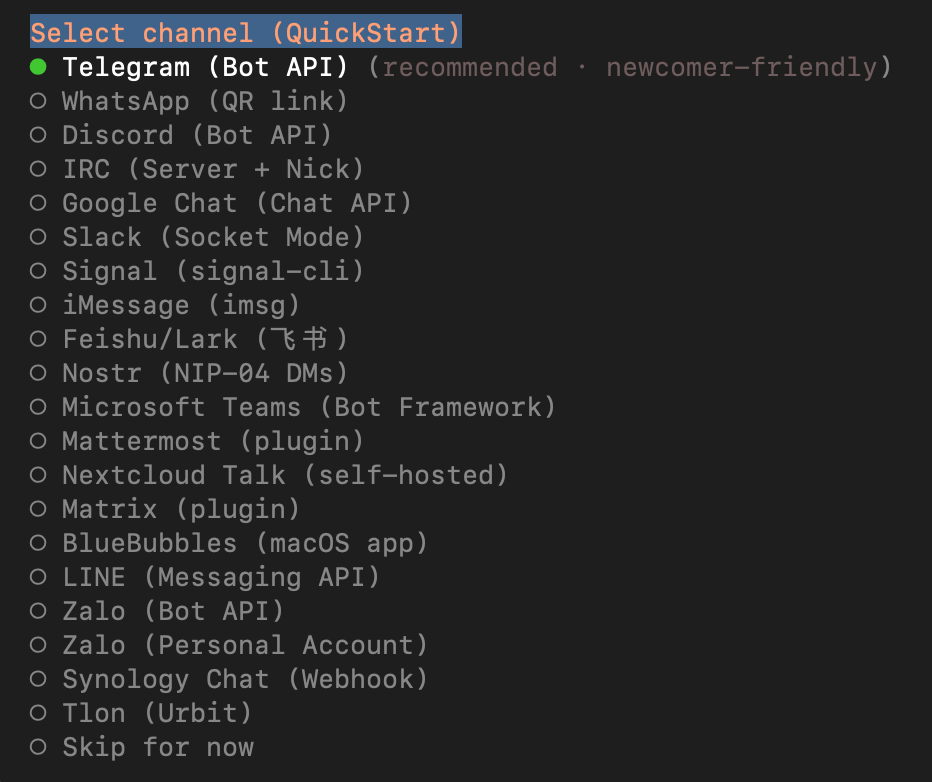 Select channel (QuickStart)
● Telegram (Bot API) (recommended · newcomer-friendly)
○ WhatsApp (QR link)
○ Discord (Bot API)
○ IRC (Server + Nick)
○ Google Chat (Chat API)
○ Slack (Socket Mode)
○ Signal (signal-cli)
○ iMessage (imsg)
○ Feishu/Lark (飞书)
○ Nostr (NIP-04 DMs)
○ Microsoft Teams (Bot Framework)
○ Mattermost (plugin)
○ Nextcloud Talk (self-hosted)
○ Matrix (plugin)
○ BlueBubbles (macOS app)
○ LINE (Messaging API)
○ Zalo (Bot API)
○ Zalo (Personal Account)
○ Synology Chat (Webhook)
○ Tlon (Urbit)
○ Skip for now